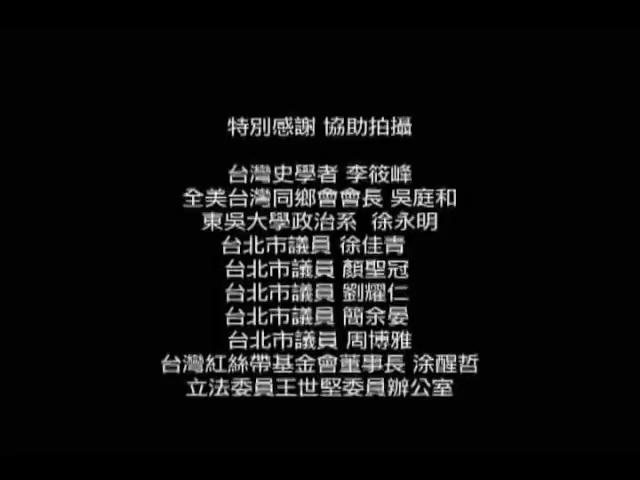 特別感謝 協助拍攝
台灣史學者 李筱峰
全美台灣同鄉會會長 吳庭和
東吳大學政治系 徐永明
台北市議員 徐佳青
台北市議員 顏聖冠
台北市議員 劉耀仁
台北市議員 簡余晏
台北市議員 周博雅
台灣紅絲帶基金會董事長 涂醒哲
立法委員王世堅委員辦公室